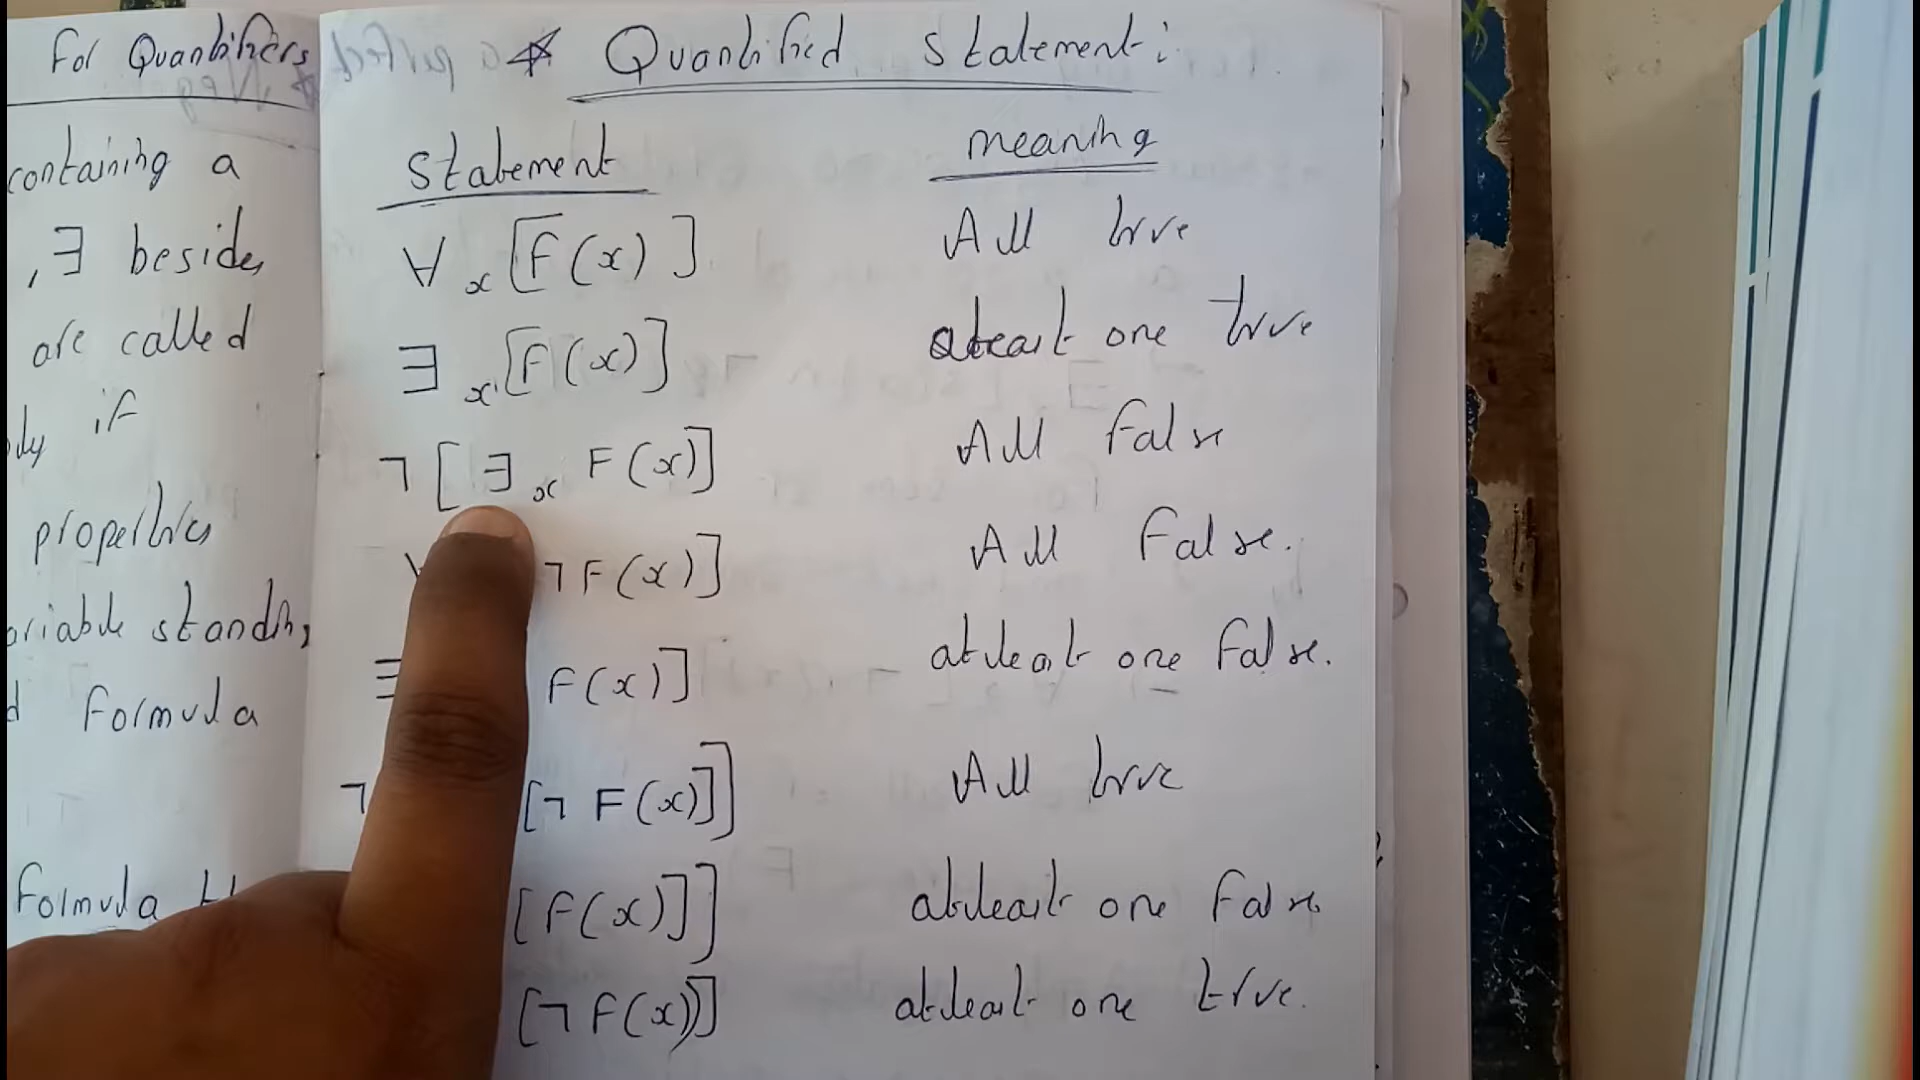 For Quantifiers
containing a
, ∃ beside,
are called
if
properties
variable standing
Formula
Formula
* Quantified Statement:
Statement meaning
∀x [F(x)] All true
∃x [F(x)] atleast one true
¬[∃x F(x)] All False
¬F(x)] All False.
∃ F(x)] atleast one False.
¬ [¬ F(x)]] All true
[F(x)]] atleast one False
[¬F(x)]] atleast one true.